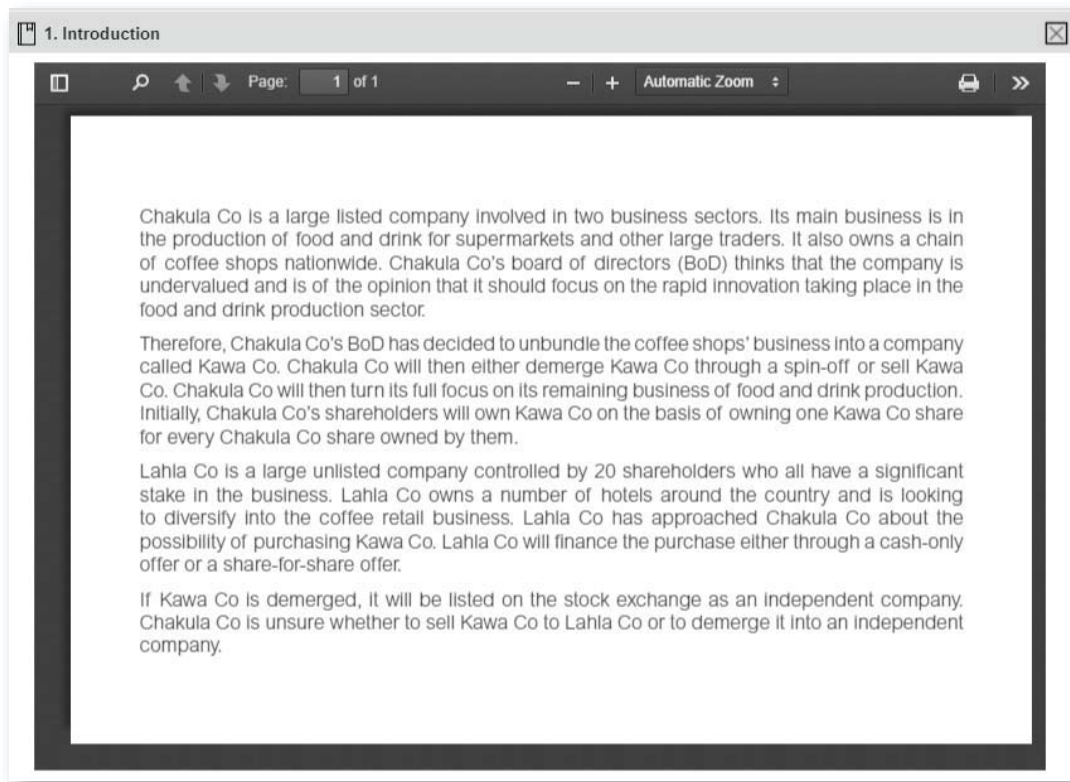 1. Introduction
Page: 1 of 1 Automatic Zoom
Chakula Co is a large listed company involved in two business sectors. Its main business is in
the production of food and drink for supermarkets and other large traders. It also owns a chain
of coffee shops nationwide. Chakula Co's board of directors (BoD) thinks that the company is
undervalued and is of the opinion that it should focus on the rapid innovation taking place in the
food and drink production sector.
Therefore, Chakula Co's BoD has decided to unbundle the coffee shops' business into a company
called Kawa Co. Chakula Co will then either demerge Kawa Co through a spin-off or sell Kawa
Co. Chakula Co will then turn its full focus on its remaining business of food and drink production.
Initially, Chakula Co's shareholders will own Kawa Co on the basis of owning one Kawa Co share
for every Chakula Co share owned by them.
Lahla Co is a large unlisted company controlled by 20 shareholders who all have a significant
stake in the business. Lahla Co owns a number of hotels around the country and is looking
to diversify into the coffee retail business. Lahla Co has approached Chakula Co about the
possibility of purchasing Kawa Co. Lahla Co will finance the purchase either through a cash-only
offer or a share-for-share offer.
If Kawa Co is demerged, it will be listed on the stock exchange as an independent company.
Chakula Co is unsure whether to sell Kawa Co to Lahla Co or to demerge it into an independent
company.